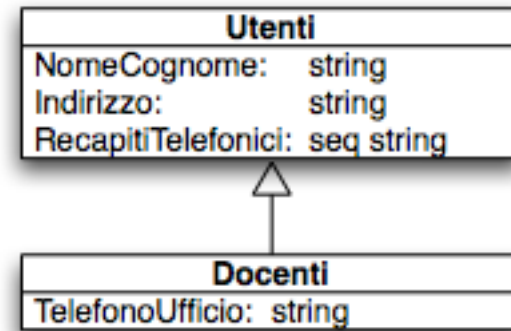 Utenti
NomeCognome: string
Indirizzo: string
RecapitiTelefonici: seq string
Docenti
TelefonoUfficio: string